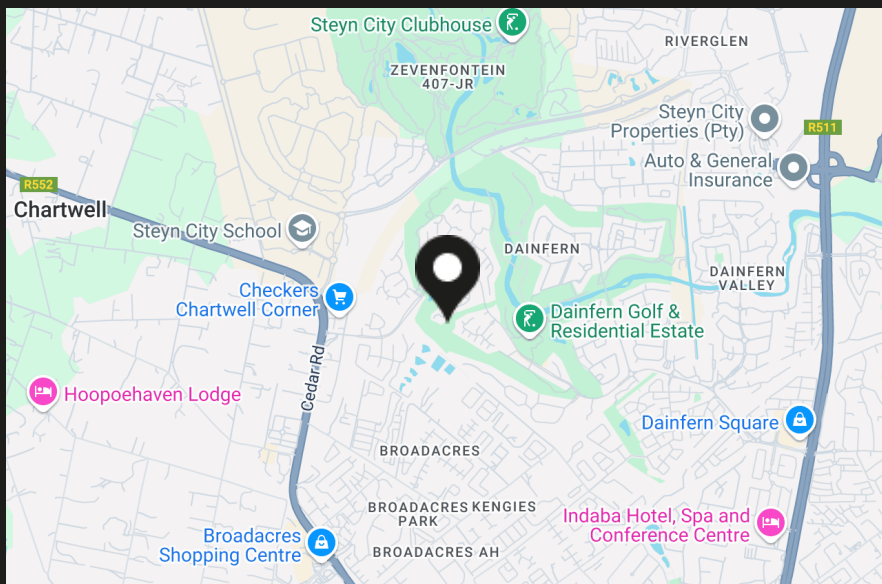 Steyn City Clubhouse
RIVERGLEN
ZEVENFONTEIN
407-JR
Steyn City
Properties (Pty)
R511
Auto & General
Insurance
R552
Chartwell
Steyn City School
DAINFERN
DAINFERN
VALLEY
Checkers
Chartwell Corner
Dainfern Golf &
Residential Estate
Cedar Rd
Hoopoehaven Lodge
Dainfern Square
BROADACRES
BROADACRES
PARK
KENGIES
Indaba Hotel, Spa and
Conference Centre
Broadacres
Shopping Centre
BROADACRES AH